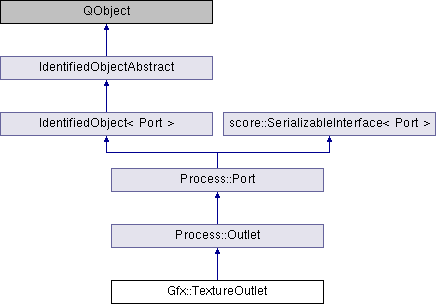 QObject
IdentifiedObjectAbstract
IdentifiedObject< Port >
score::SerializableInterface< Port >
Process::Port
Process::Outlet
Gfx::TextureOutlet